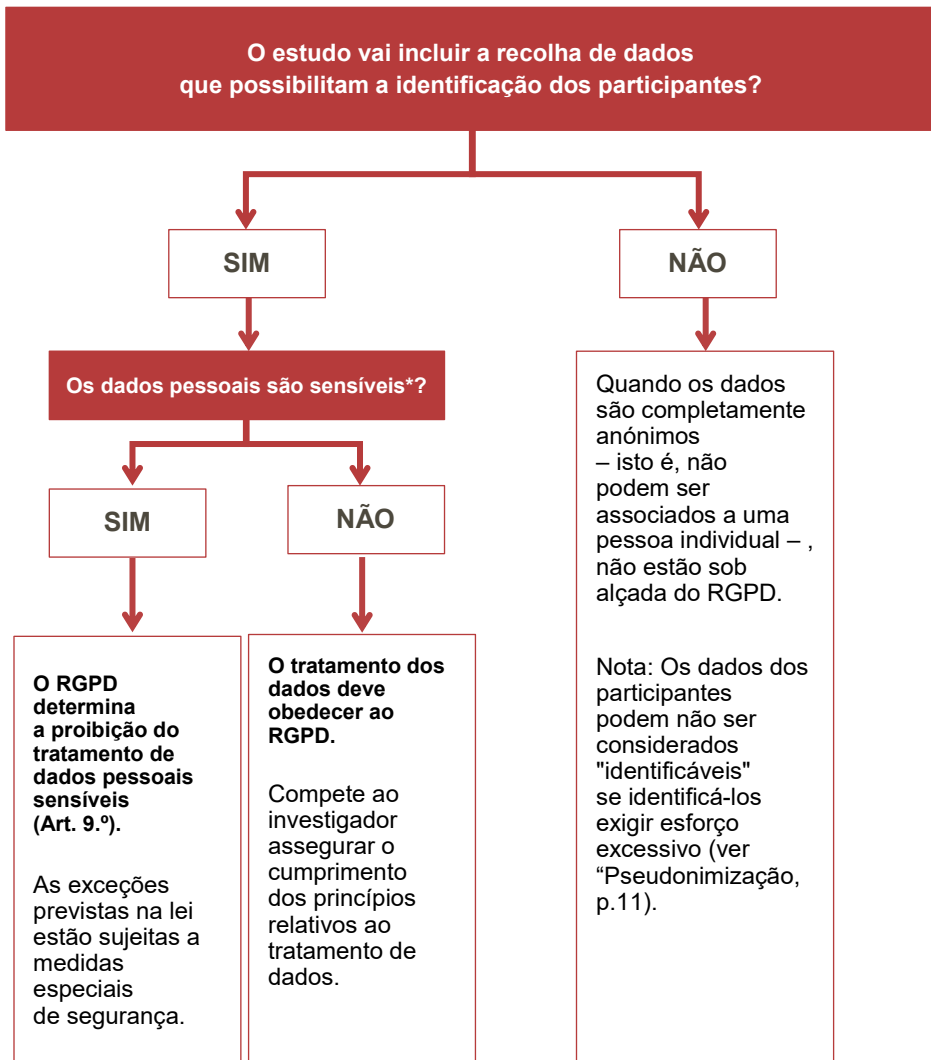 O estudo vai incluir a recolha de dados
que possibilitam a identificação dos participantes?
SIM
NÃO
Os dados pessoais são sensíveis*?
SIM
NÃO
O RGPD
determina
a proibição do
tratamento de
dados pessoais
sensíveis
(Art. 9.º).
As exceções
previstas na lei
estão sujeitas a
medidas
especiais
de segurança.
O tratamento dos
dados deve
obedecer ao
RGPD.
Compete ao
investigador
assegurar o
cumprimento
dos princípios
relativos ao
tratamento de
dados.
Quando os dados
são completamente
anónimos
– isto é, não
podem ser
associados a uma
pessoa individual – ,
não estão sob
alçada do RGPD.
Nota: Os dados dos
participantes
podem não ser
considerados
"identificáveis"
se identificá-los
exigir esforço
excessivo (ver
“Pseudonimização,
p.11).